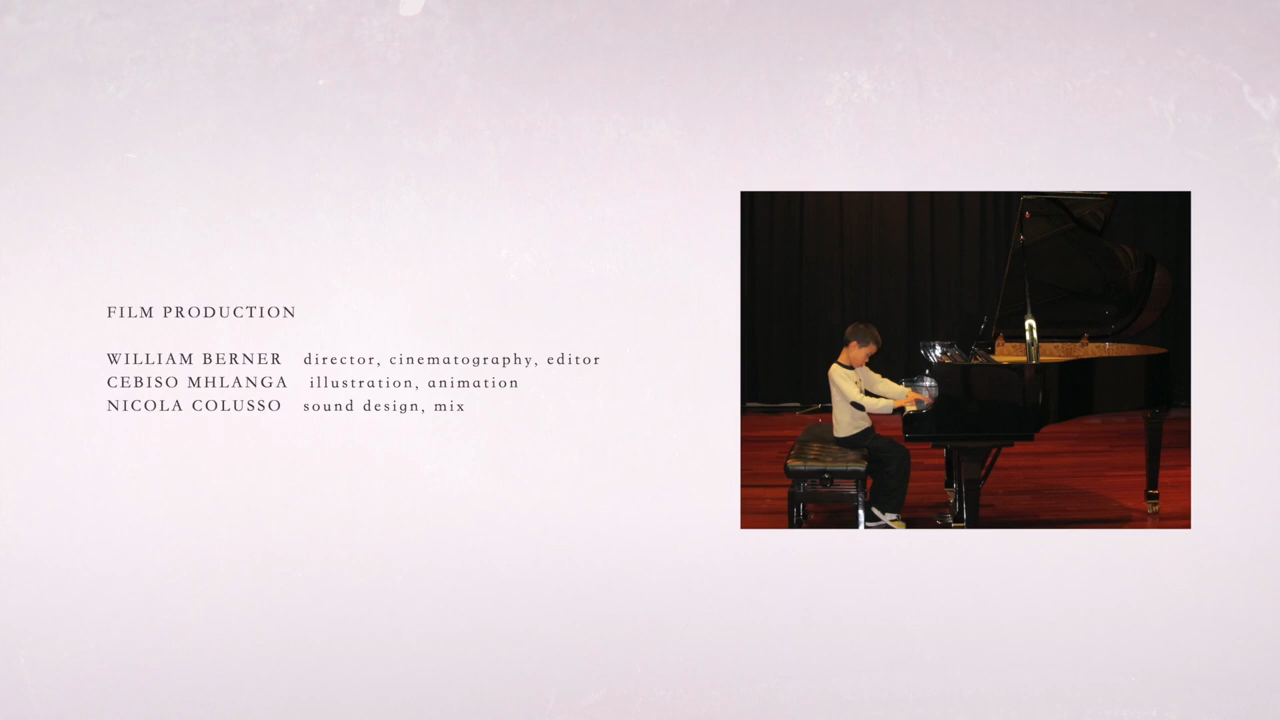 FILM PRODUCTION
WILLIAM BERNER director, cinematography, editor
CEBISO MHLANGA illustration, animation
NICOLA COLUSSO sound design, mix